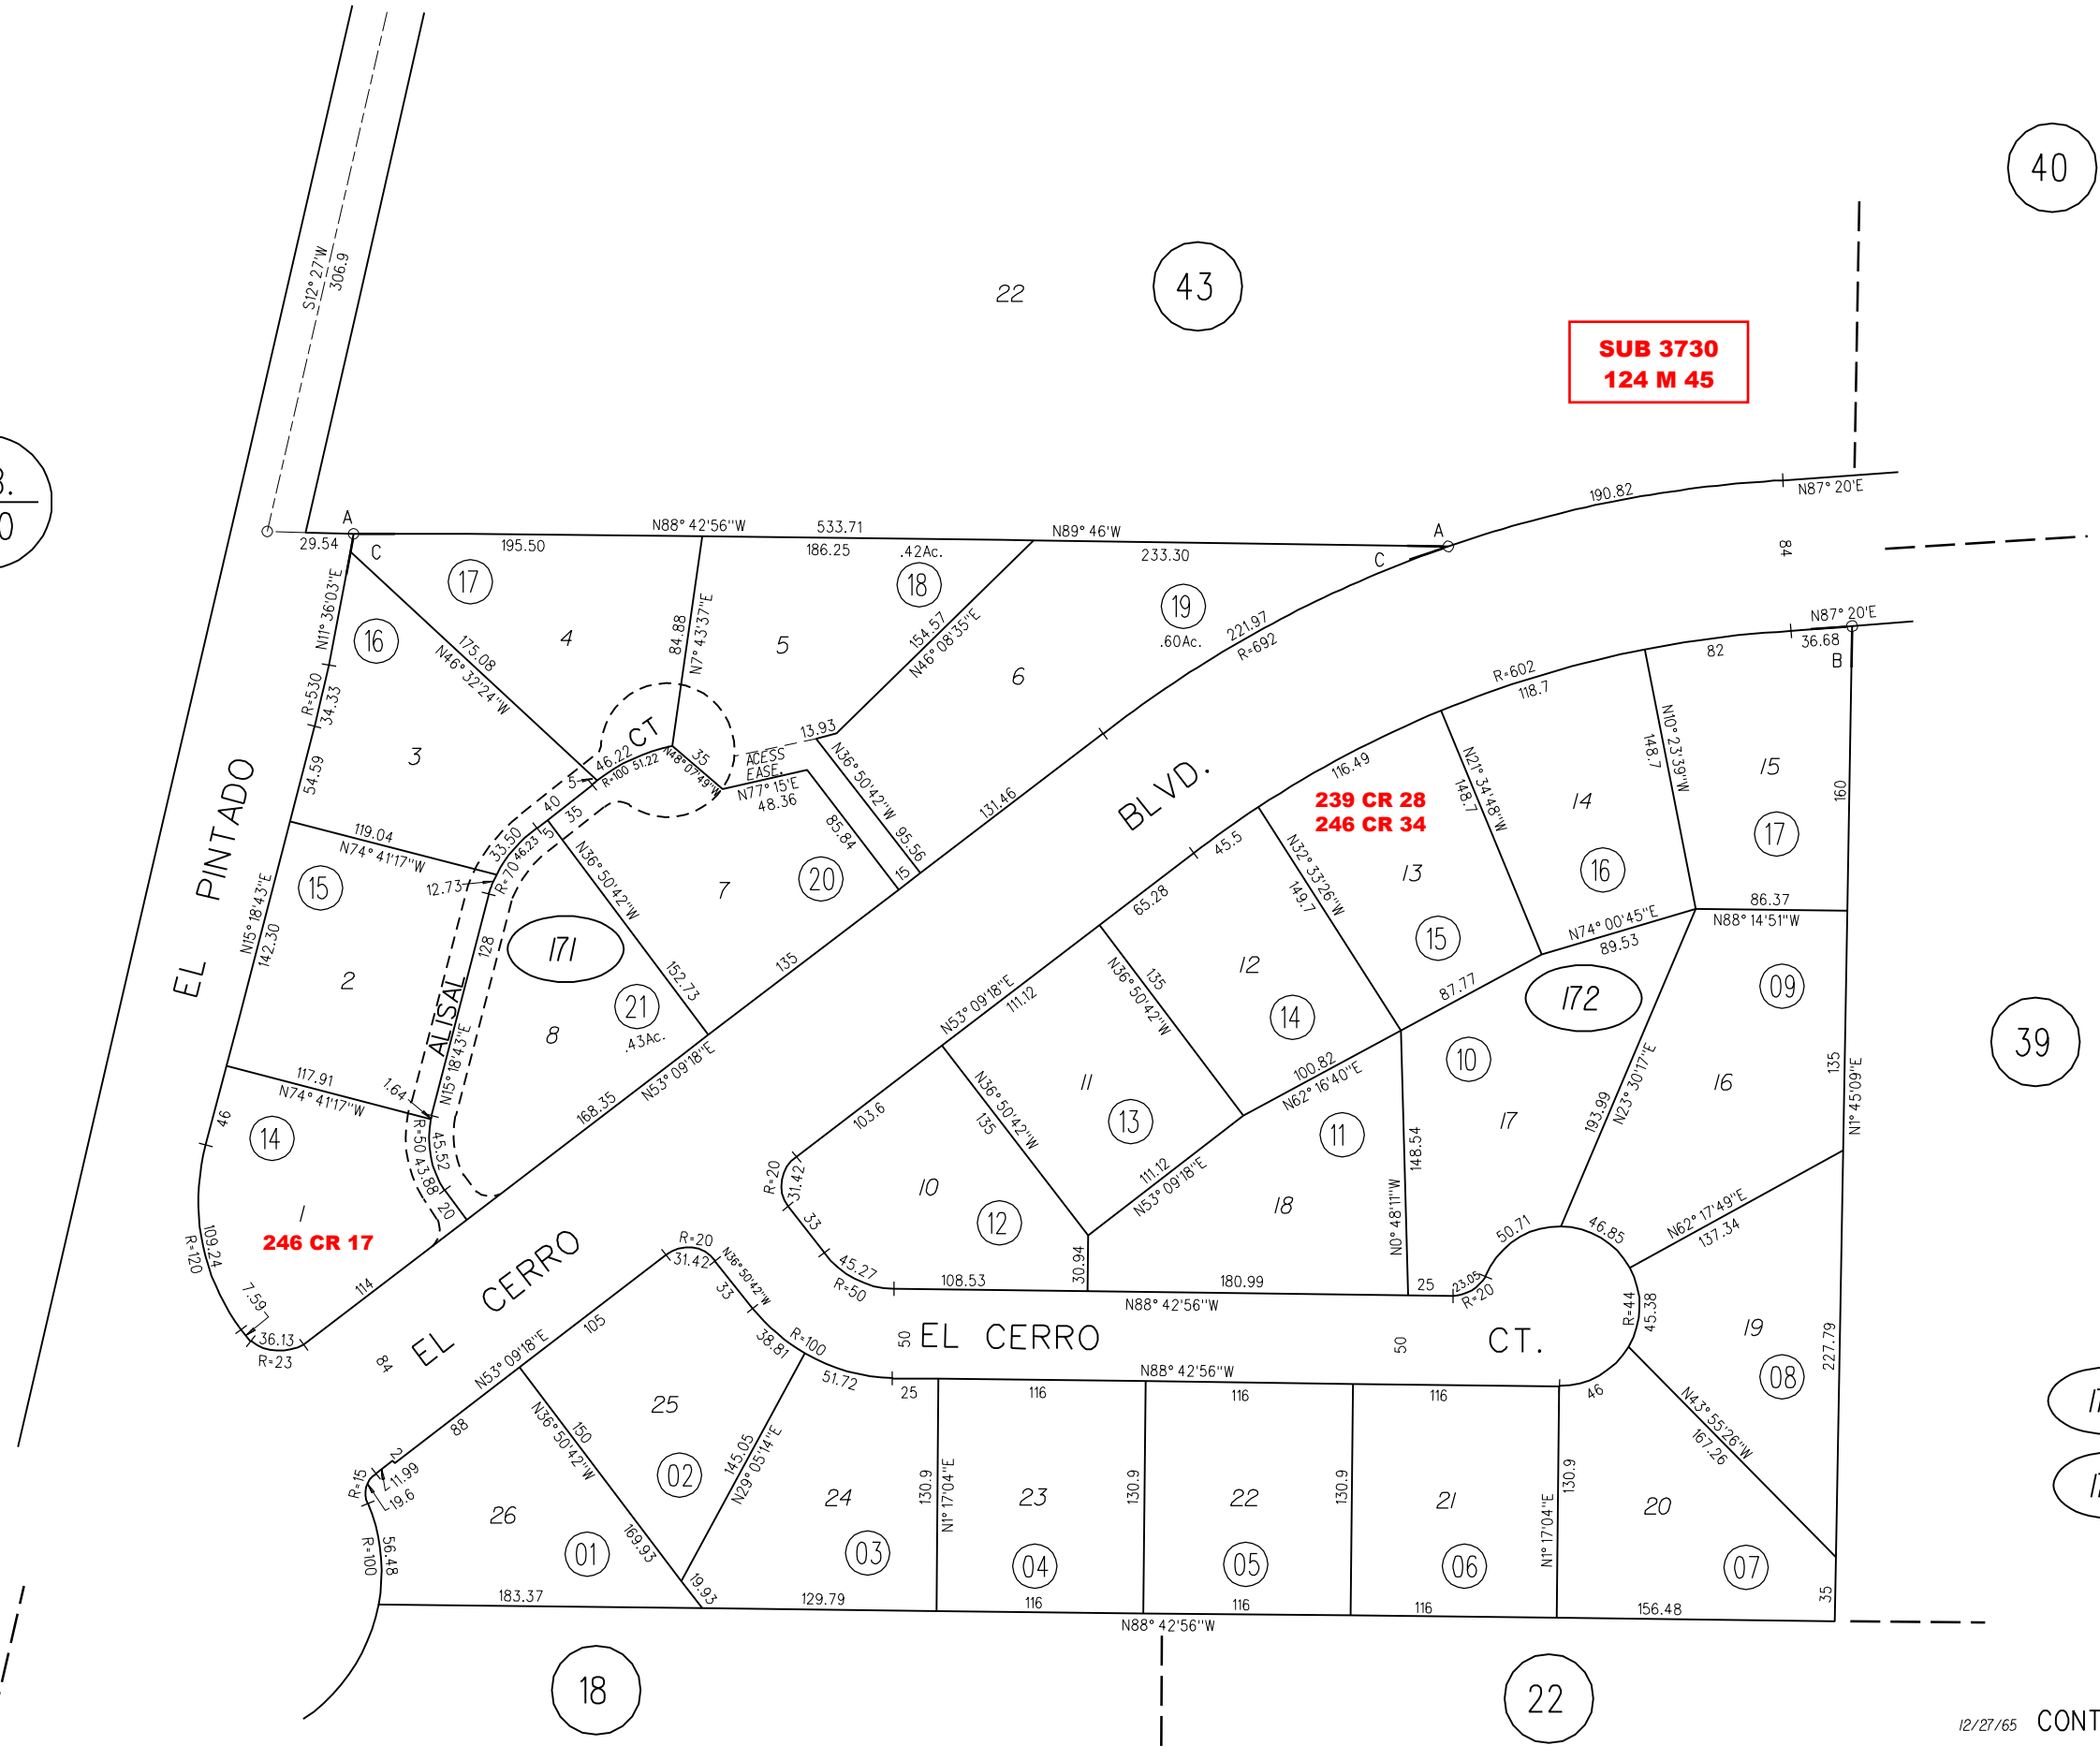 40
43
22
SUB 3730
124 M 45
S12° 27'W
306.9
190.82
N87° 20'E
A
N88° 42'56"W
533.71
N89° 46'W
A
29.54
C
195.50
186.25
.42Ac.
233.30
C
84
17
18
19
.60Ac.
N11° 36'03"E
16
4
5
6
84.88
N7° 43'37"E
154.57
N46° 08'35"E
221.97
R=692
N87° 20'E
36.68
B
82
R=602
118.7
175.08
N46° 32'24"W
R=530
34.33
3
54.59
CT
46.22
R=100 51.22
5
35
N48° 07'49"W
ACESS
EASE.
13.93
N77° 15'E
48.36
N36° 50'42"W
95.56
85.84
15
131.46
BLVD.
116.49
239 CR 28
246 CR 34
N21° 34'48"W
148.7
N10° 23'39"W
148.7
14
15
160
16
17
EL PINTADO
119.04
N74° 41'17"W
40
35
33.50
46.23
5
R=70
12.73
15
N15° 18'43"E
142.30
2
128
171
N36° 50'42"W
152.73
7
20
135
45.5
65.28
N32° 33'26"W
149.7
13
15
N74° 00'45"E
89.53
86.37
N88° 14'51"W
87.77
172
09
39
ALISAL
N15° 18'43"E
8
21
.43Ac.
N53° 09'18"E
111.12
N36° 50'42"W
135
12
14
10
16
135
N1° 45'09"E
117.91
N74° 41'17"W
1.64
168.35
N53° 09'18"E
46
14
R=50
45.52
43.88
20
1
246 CR 17
103.6
N36° 50'42"W
135
11
13
100.82
N62° 16'40"E
11
17
148.54
N0° 48'11"W
193.99
N23° 30'17"E
R=20
31.42
33
10
12
111.12
N53° 09'18"E
18
109.24
R=120
7.59
36.13
R=23
114
84
EL CERRO
R=20
31.42
N36° 50'42"W
33
45.27
R=50
108.53
30.94
180.99
N88° 42'56"W
25
23.05
R=20
50.71
46.85
N62° 17'49"E
137.34
R=44
45.38
19
227.79
08
N53° 09'18"E
105
38.81
R=100
51.72
50
EL CERRO
50
CT.
N88° 42'56"W
25
116
116
116
46
N43° 55'26"W
167.26
88
2
11.99
19.6
R=15
N36° 50'42"W
150
25
02
145.05
N29° 05'14"E
24
130.9
N1° 17'04"E
23
130.9
22
130.9
21
N1° 17'04"E
130.9
20
26
01
169.93
03
04
05
06
07
R=100
56.48
183.37
19.93
129.79
116
116
116
156.48
35
N88° 42'56"W
18
22
12/27/65
CONT